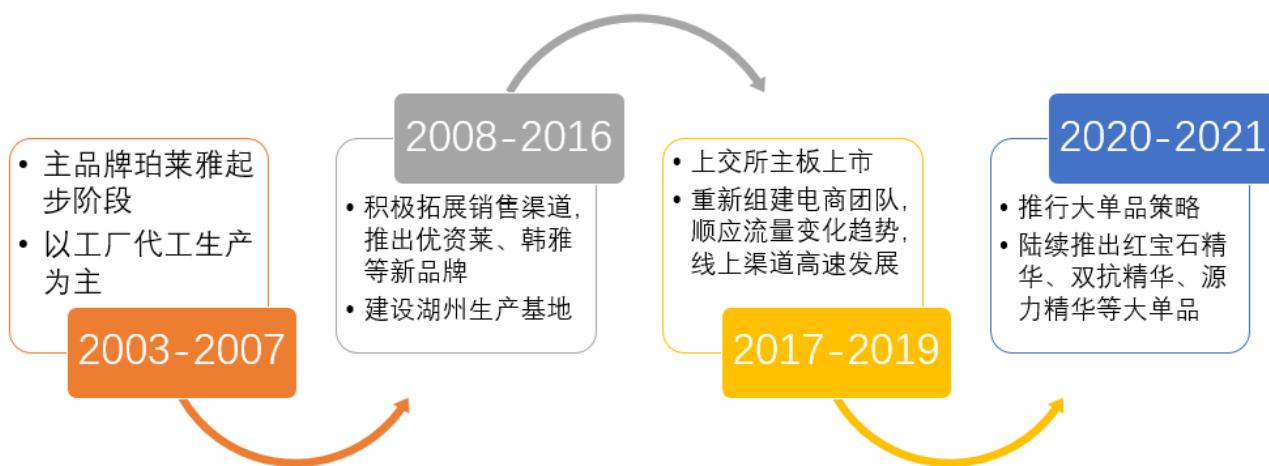 • 主品牌珀莱雅起
步阶段
• 以工厂代工生产
为主
2003-2007
2008-2016
• 积极拓展销售渠道，
推出优资莱、韩雅
等新品牌
• 建设湖州生产基地
• 上交所主板上市
• 重新组建电商团队，
顺应流量变化趋势，
线上渠道高速发展
2017-2019
2020-2021
• 推行大单品策略
• 陆续推出红宝石精
华、双抗精华、源
力精华等大单品